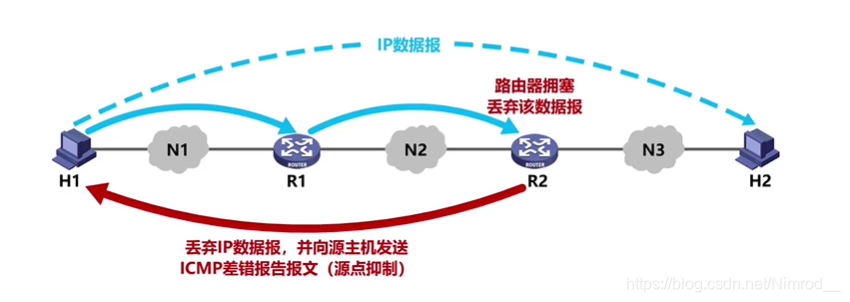 IP数据报
路由器拥塞
丢弃该数据报
N1
N2
N3
ROUTER
ROUTER
H1
R1
R2
H2
丢弃IP数据报，并向源主机发送
ICMP差错报告报文（源点抑制）
https://blog.csdn.net/Nimrod__